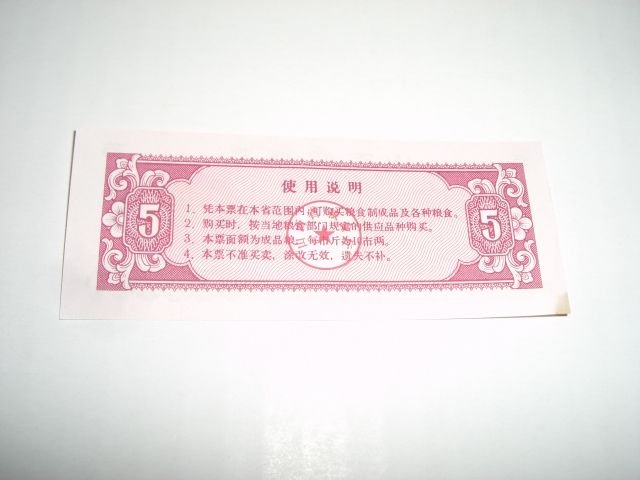 使用说明
5
1、凭本票在本省范围内，可购买粮食制成品及各种粮食。
2、购买时，按当地粮食部门规定的供应品种购买。
3、本票面额为成品粮，每市斤为10市两。
4、本票不准买卖，涂改无效，遗失不补。
5